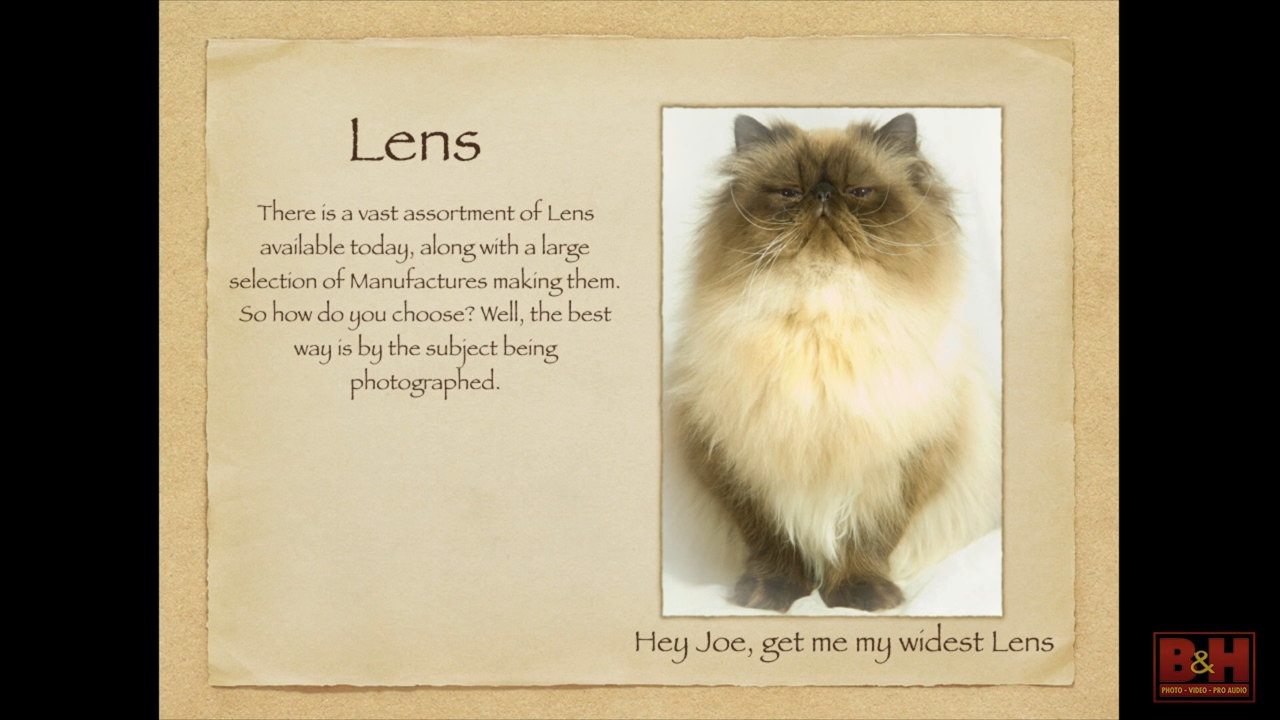 Lens
There is a vast assortment of Lens
available today, along with a large
selection of Manufactures making them.
So how do you choose? Well, the best
way is by the subject being
photographed.
Hey Joe, get me my widest Lens
B&H
PHOTO - VIDEO - PRO AUDIO